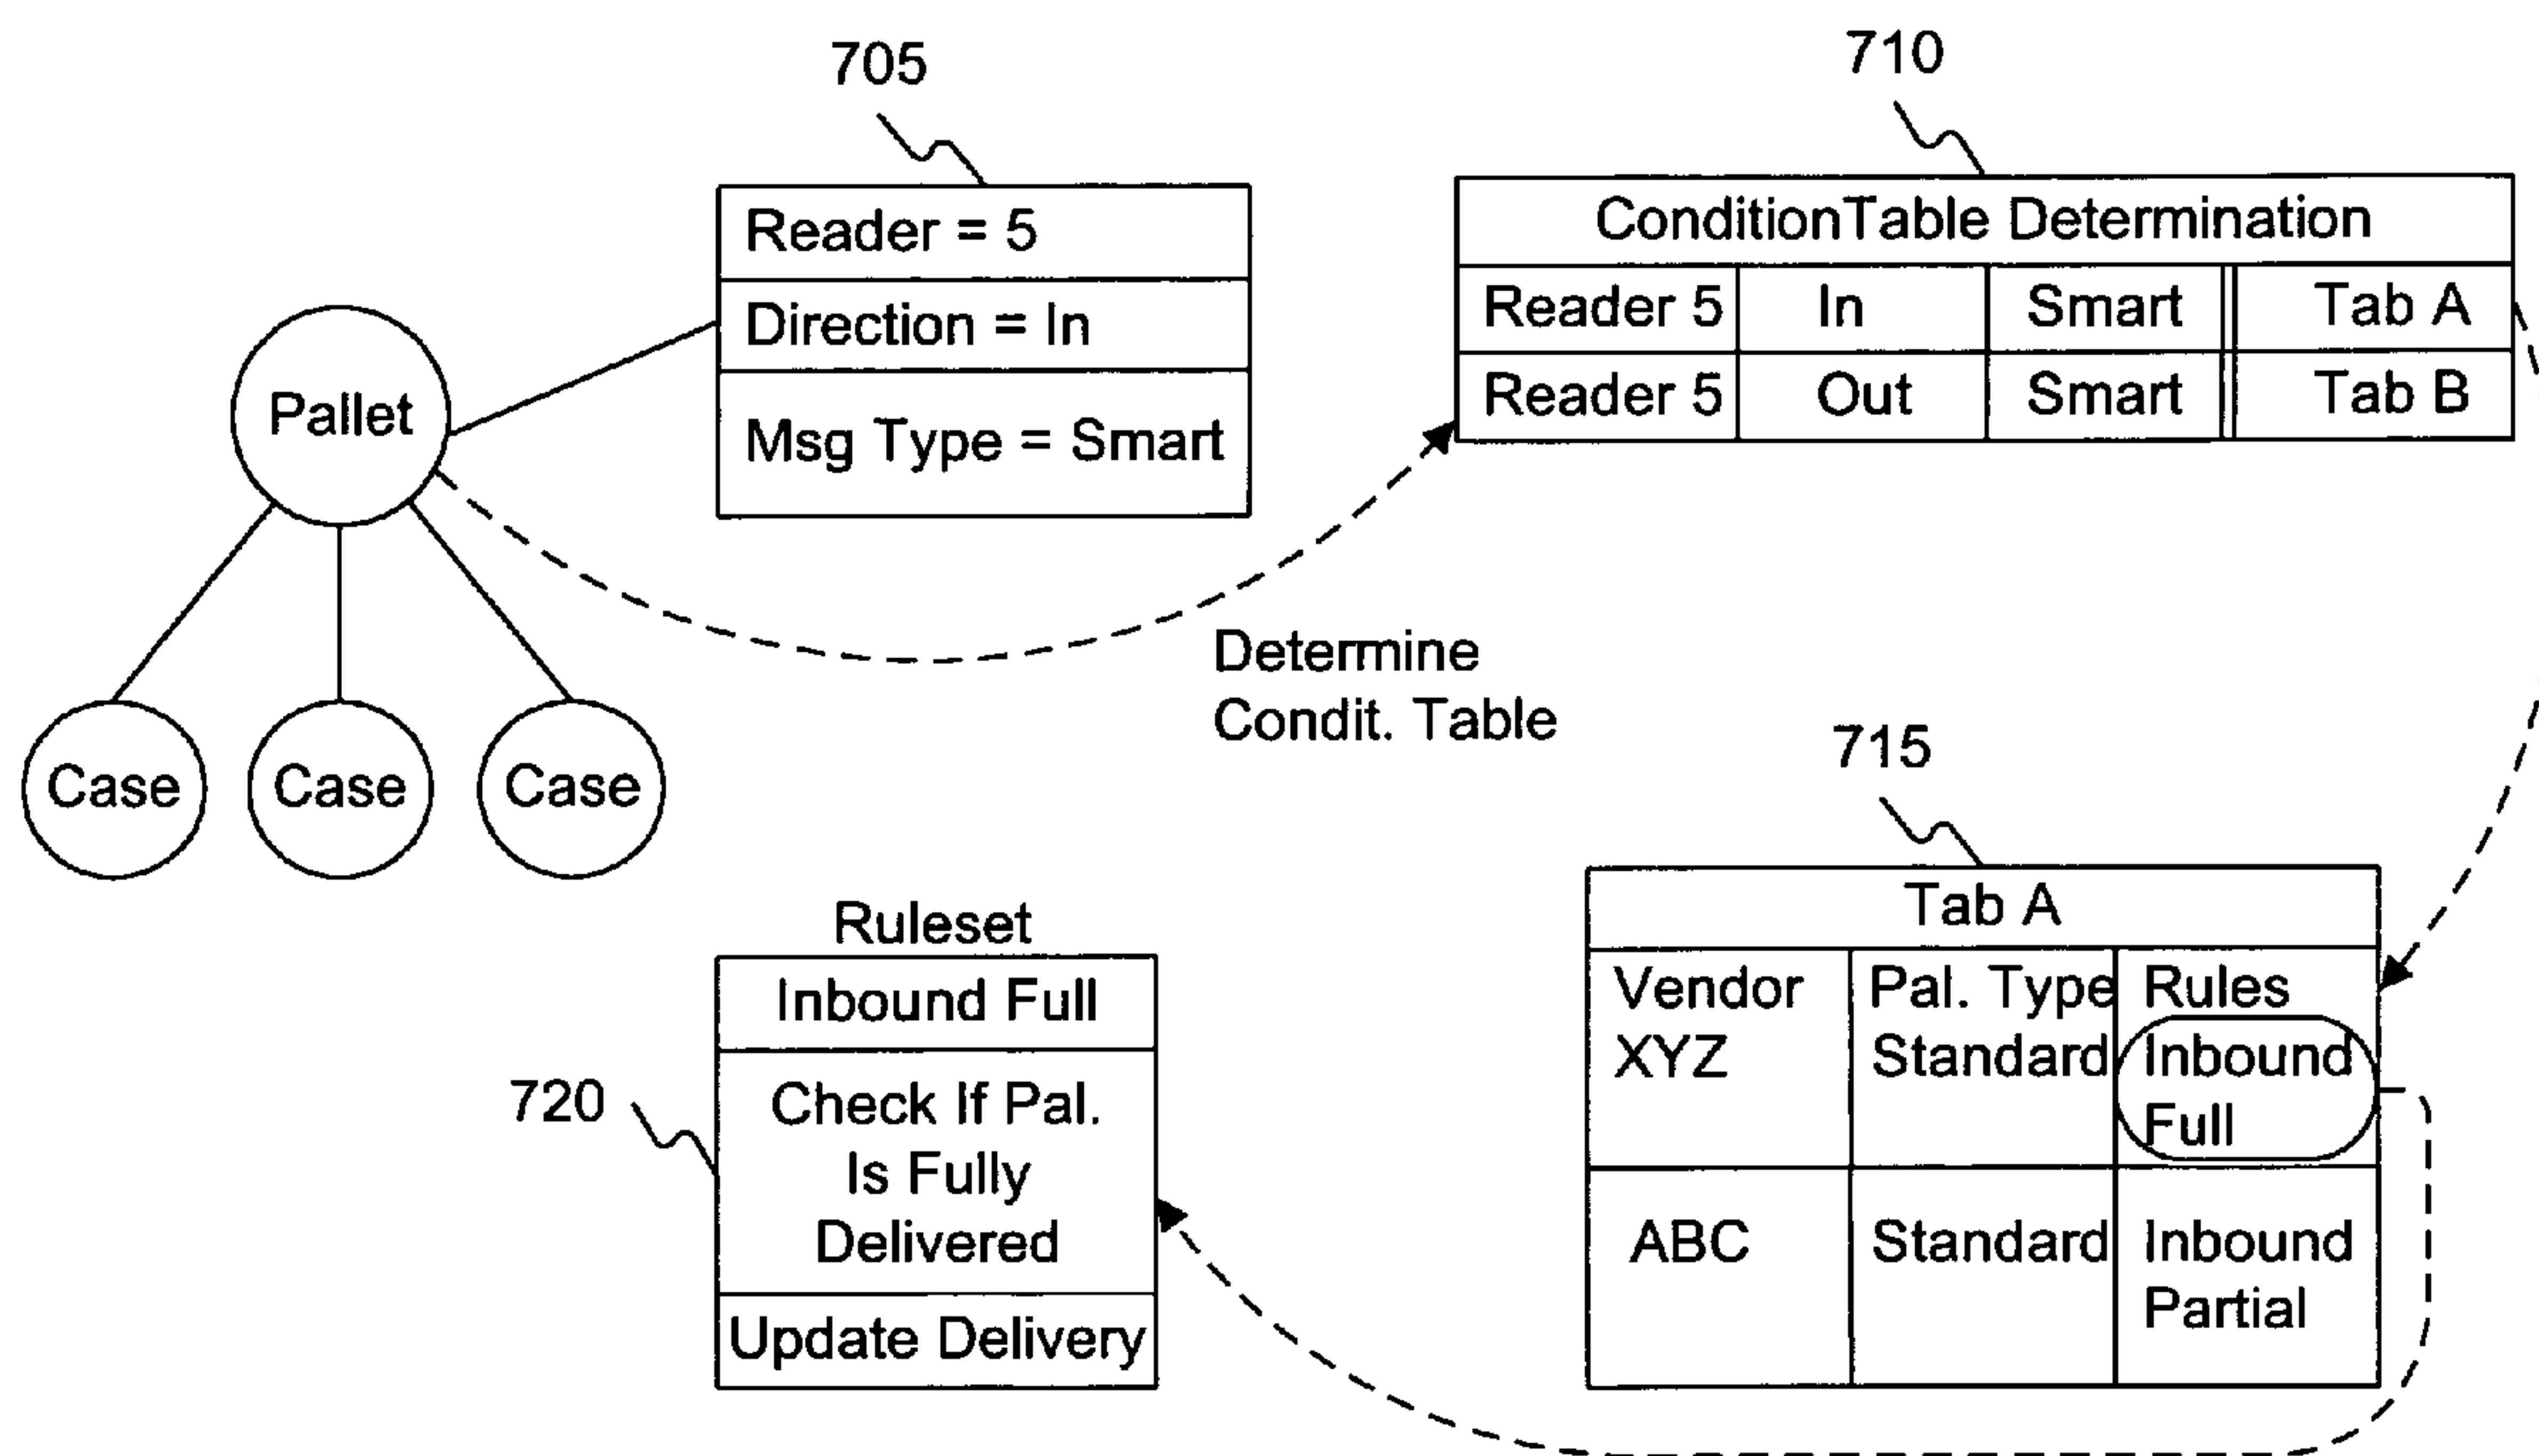 705
710
Reader = 5
Direction = In
Msg Type = Smart
ConditionTable Determination
Reader 5 In Smart Tab A
Reader 5 Out Smart Tab B
Pallet
Case Case Case
Determine
Condit. Table
715
Tab A
Vendor Pal. Type Rules
XYZ Standard Inbound
Full
ABC Standard Inbound
Partial
Ruleset
Inbound Full
720
Check If Pal.
Is Fully
Delivered
Update Delivery